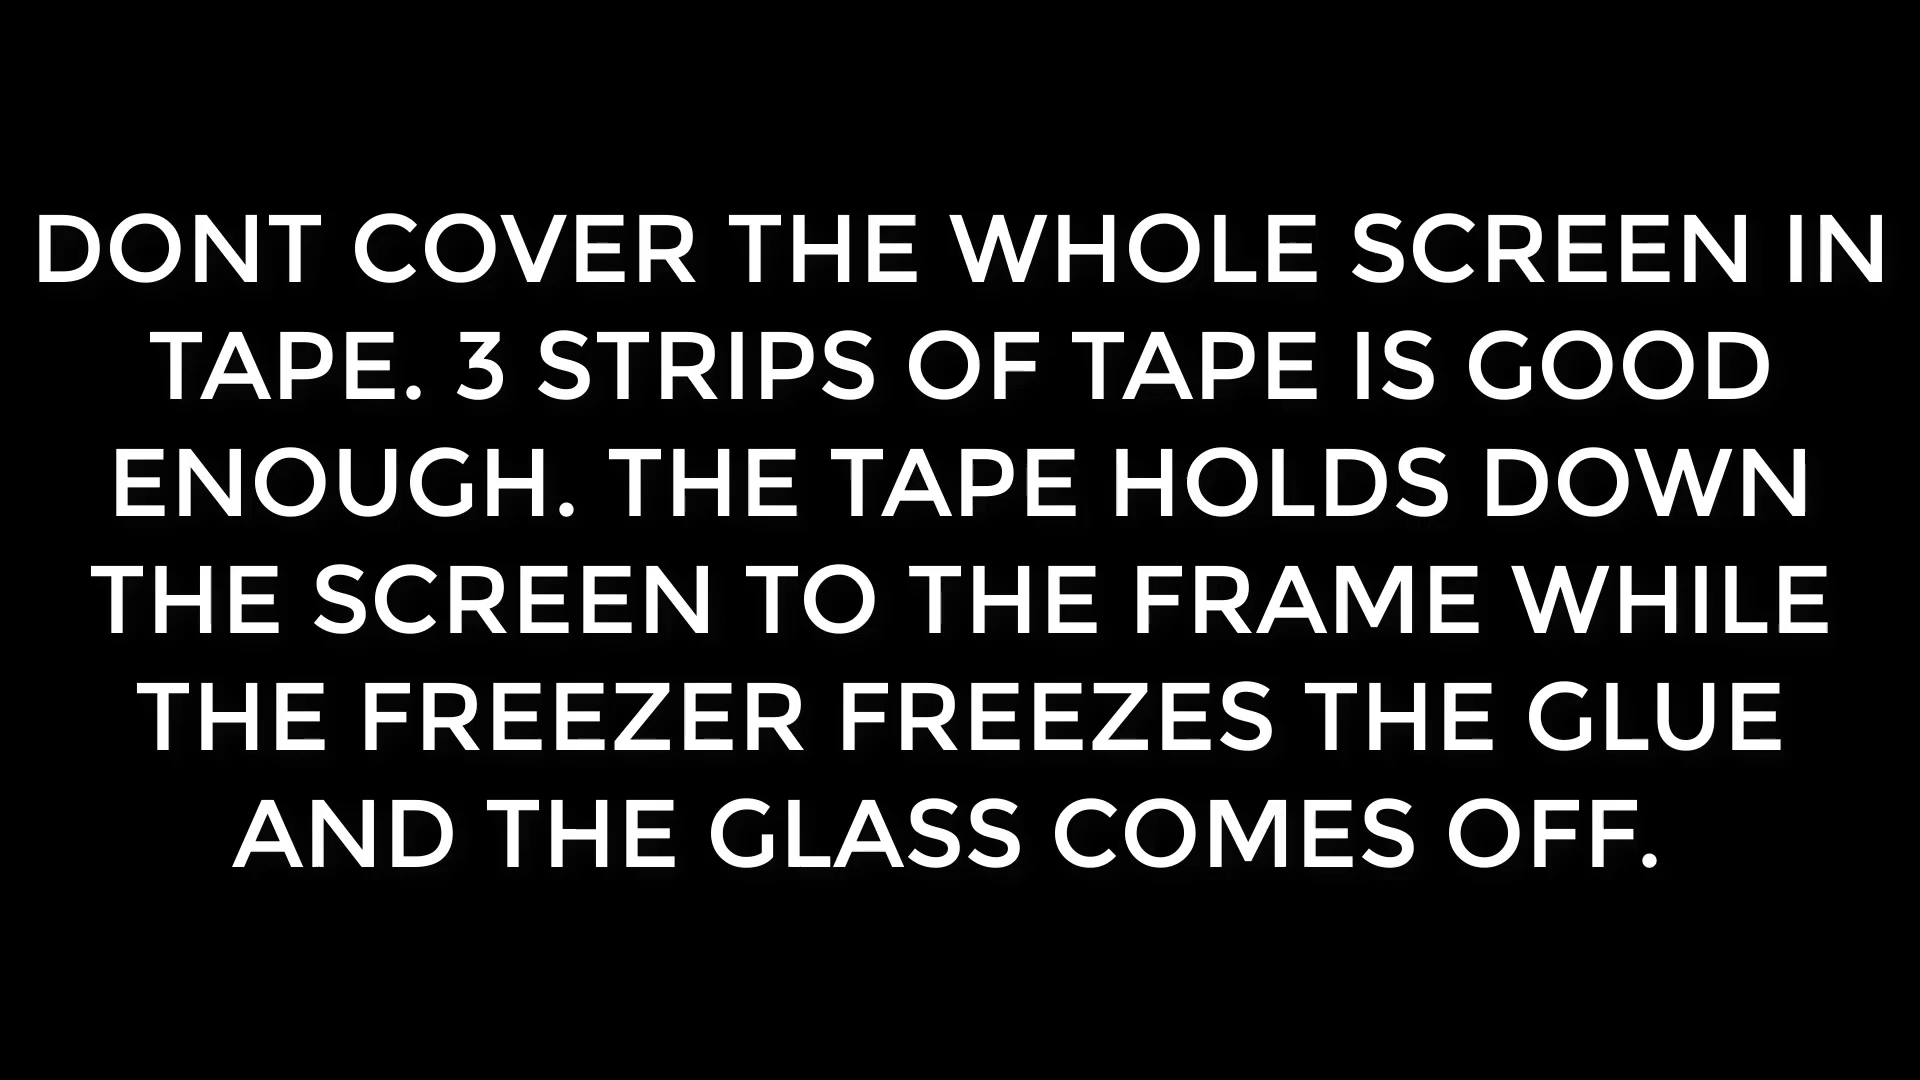 DONT COVER THE WHOLE SCREEN IN
TAPE. 3 STRIPS OF TAPE IS GOOD
ENOUGH. THE TAPE HOLDS DOWN
THE SCREEN TO THE FRAME WHILE
THE FREEZER FREEZES THE GLUE
AND THE GLASS COMES OFF.